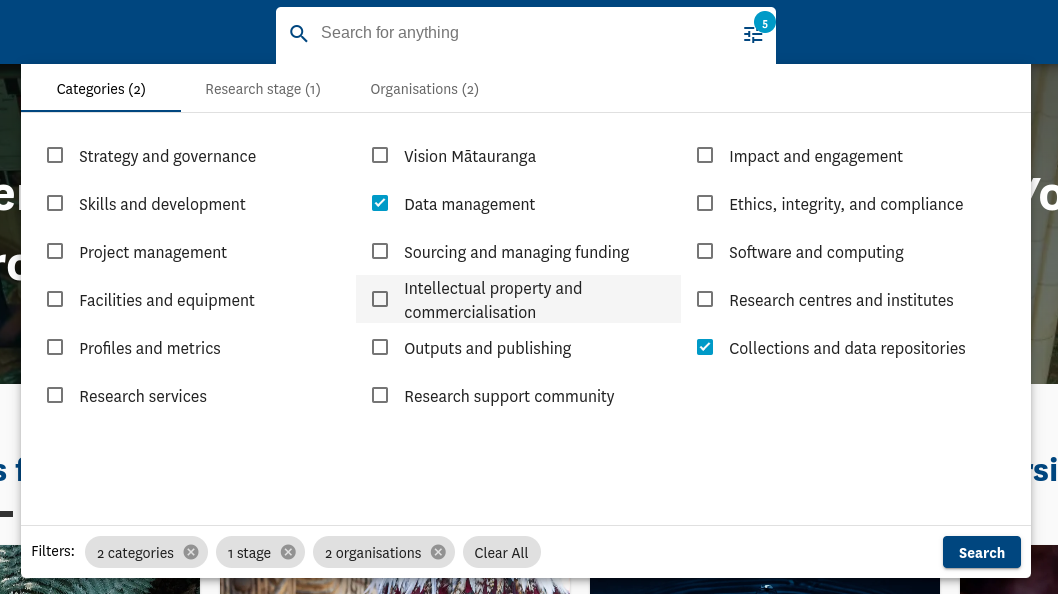 Search for anything
5
Categories (2)
Research stage (1)
Organisations (2)
Strategy and governance
Vision Mātauranga
Impact and engagement
Skills and development
Data management
Ethics, integrity, and compliance
Project management
Sourcing and managing funding
Software and computing
Facilities and equipment
Intellectual property and
commercialisation
Research centres and institutes
Profiles and metrics
Outputs and publishing
Collections and data repositories
Research services
Research support community
Filters:
2 categories
1 stage
2 organisations
Clear All
Search